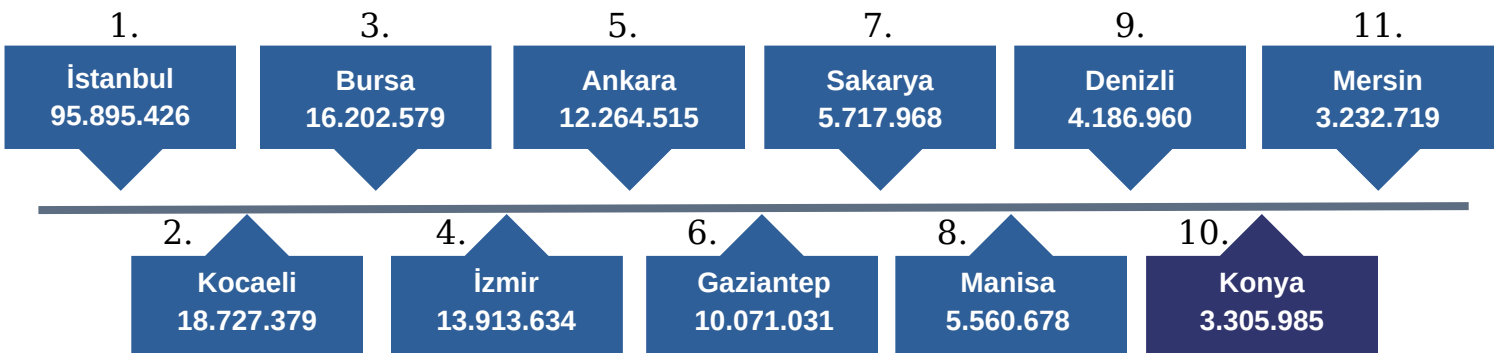 1.
İstanbul
95.895.426
2.
Kocaeli
18.727.379
3.
Bursa
16.202.579
4.
İzmir
13.913.634
5.
Ankara
12.264.515
6.
Gaziantep
10.071.031
7.
Sakarya
5.717.968
8.
Manisa
5.560.678
9.
Denizli
4.186.960
10.
Konya
3.305.985
11.
Mersin
3.232.719